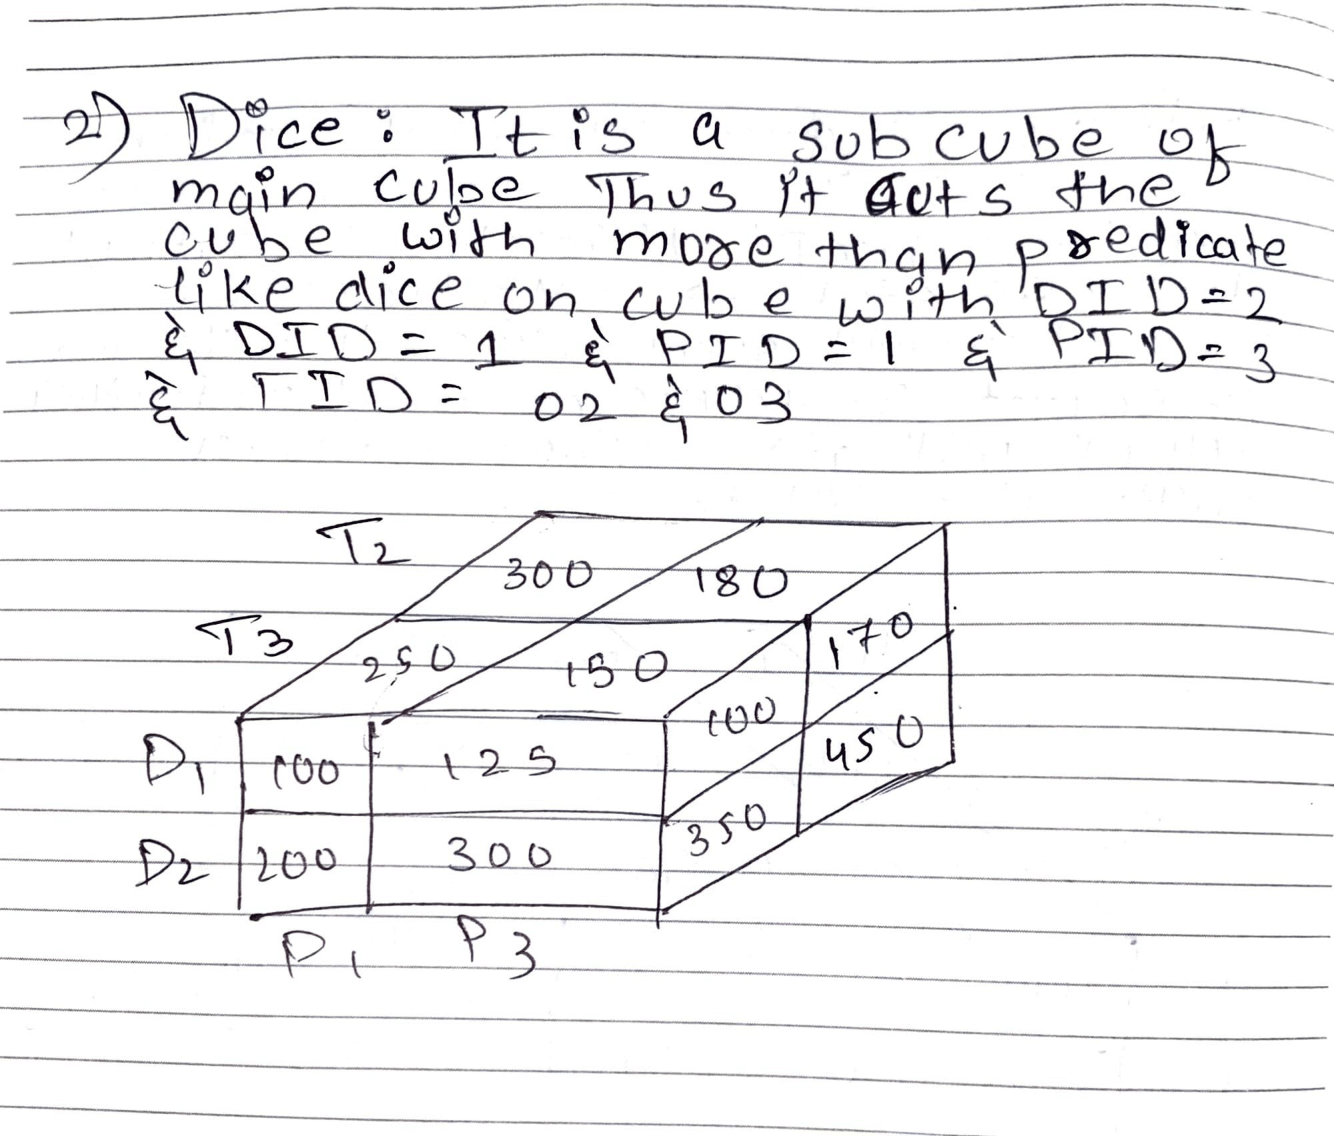 2) Dice : It is a sub cube of
main cube Thus it cuts the
cube with more than predicate
like dice on cube with DID=2
& DID = 1 & PID = 1 & PID=3
& TID = 02 & 03
T2 300 180
T3 250 150 170
D1 100 125 100 450
D2 200 300 350
P1 P3